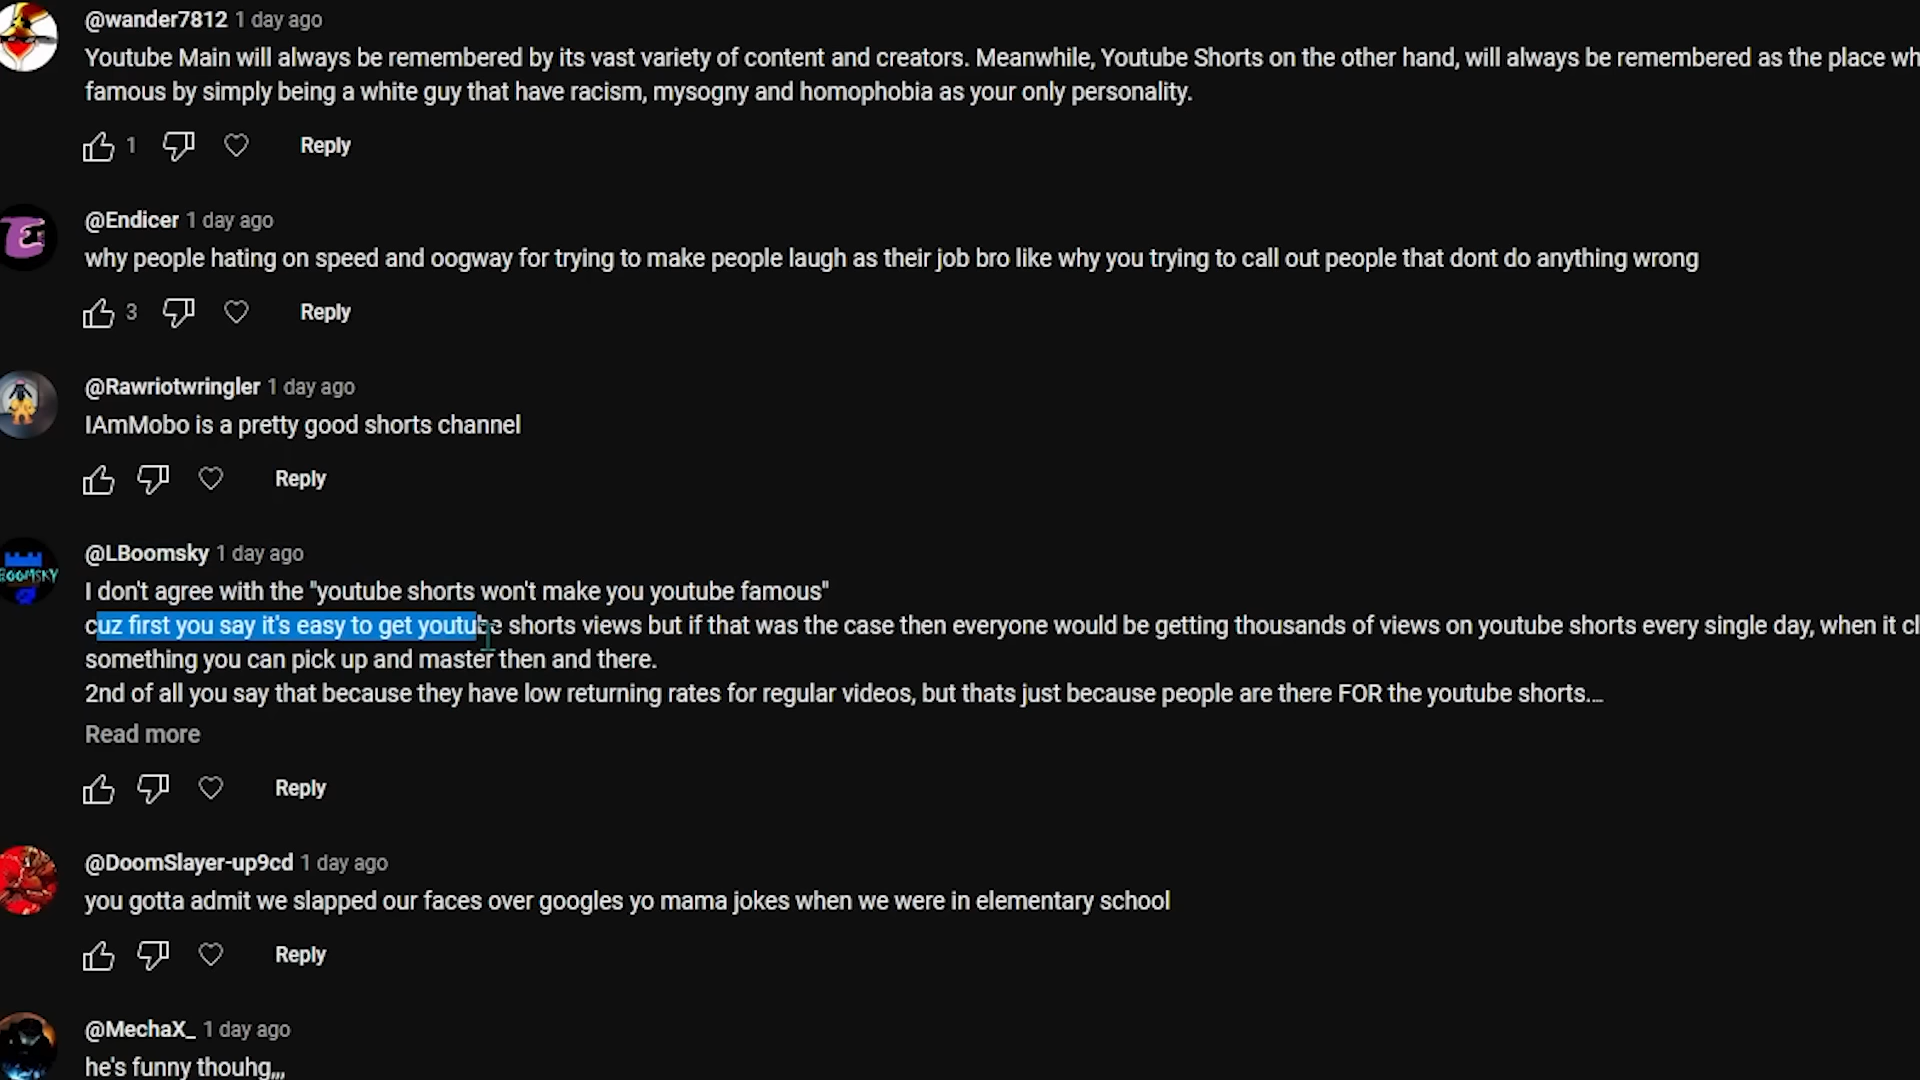 @wander7812 1 day ago
Youtube Main will always be remembered by its vast variety of content and creators. Meanwhile, Youtube Shorts on the other hand, will always be remembered as the place wh
famous by simply being a white guy that have racism, mysogny and homophobia as your only personality.
1 Reply
@Endicer 1 day ago
why people hating on speed and oogway for trying to make people laugh as their job bro like why you trying to call out people that dont do anything wrong
3 Reply
@Rawriotwringler 1 day ago
IAmMobo is a pretty good shorts channel
Reply
BOOMSKY
@LBoomsky 1 day ago
I don't agree with the "youtube shorts won't make you youtube famous"
cuz first you say it's easy to get youtube shorts views but if that was the case then everyone would be getting thousands of views on youtube shorts every single day, when it cl
something you can pick up and master then and there.
2nd of all you say that because they have low returning rates for regular videos, but thats just because people are there FOR the youtube shorts...
Read more
Reply
@DoomSlayer-up9cd 1 day ago
you gotta admit we slapped our faces over googles yo mama jokes when we were in elementary school
Reply
@MechaX_ 1 day ago
he's funny thouhg,,,